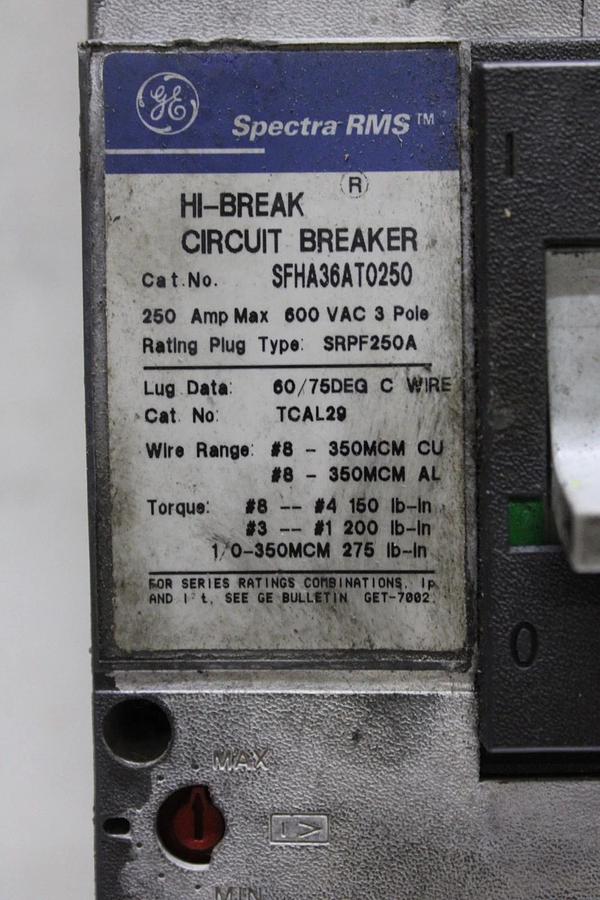 GE
Spectra RMS™
®
HI-BREAK
CIRCUIT BREAKER
Cat.No. SFHA36AT0250
250 Amp Max 600 VAC 3 Pole
Rating Plug Type: SRPF250A
Lug Data: 60/75DEG C WIRE
Cat. No: TCAL29
Wire Range: #8 - 350MCM CU
#8 - 350MCM AL
Torque: #8 -- #4 150 lb-in
#3 -- #1 200 lb-in
1/0-350MCM 275 lb-in
FOR SERIES RATINGS COMBINATIONS, Ip
AND I²t, SEE GE BULLETIN GET-7002.
I
O
MAX
I >
MIN